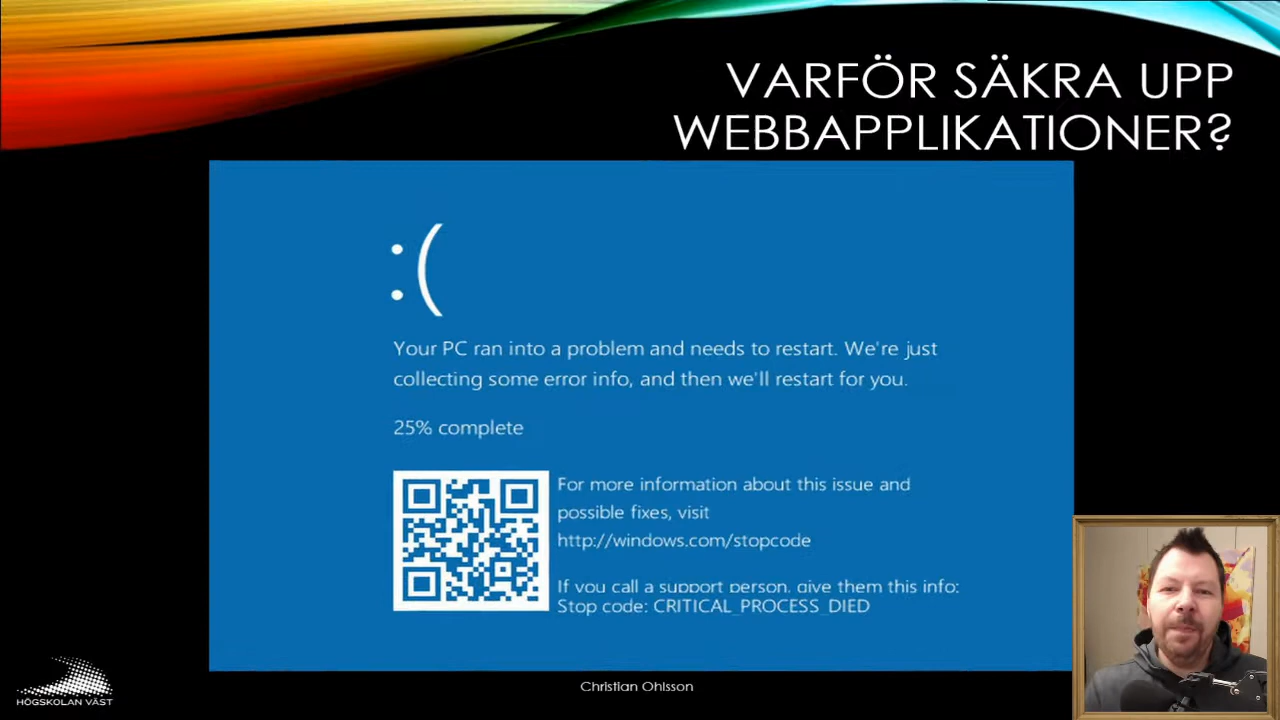 VARFÖR SÄKRA UPP
WEBBAPPLIKATIONER?
:(
Your PC ran into a problem and needs to restart. We're just
collecting some error info, and then we'll restart for you.
25% complete
For more information about this issue and
possible fixes, visit
http://windows.com/stopcode
If you call a support person, give them this info:
Stop code: CRITICAL_PROCESS_DIED
HÖGSKOLAN VÄST
Christian Ohlsson